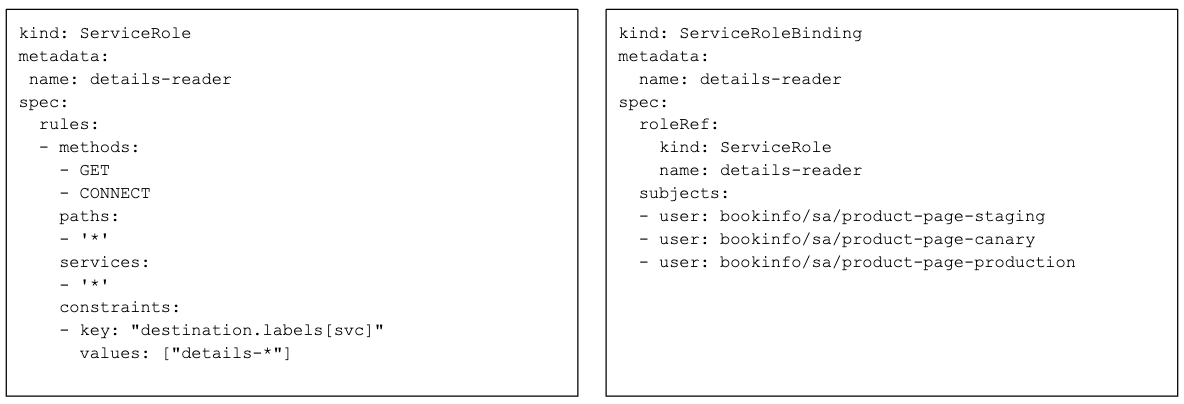 kind: ServiceRole
metadata:
 name: details-reader
spec:
  rules:
  - methods:
    - GET
    - CONNECT
    paths:
    - '*'
    services:
    - '*'
    constraints:
    - key: "destination.labels[svc]"
      values: ["details-*"]
kind: ServiceRoleBinding
metadata:
  name: details-reader
spec:
  roleRef:
    kind: ServiceRole
    name: details-reader
  subjects:
  - user: bookinfo/sa/product-page-staging
  - user: bookinfo/sa/product-page-canary
  - user: bookinfo/sa/product-page-production